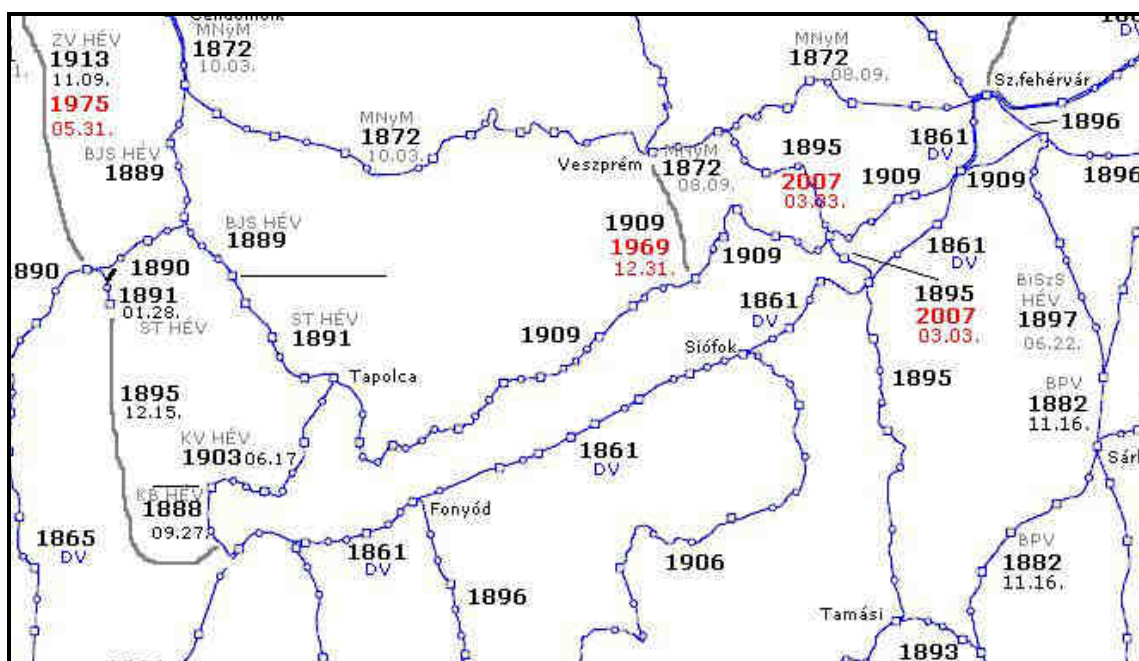 MNyM
1872
10.03.
ZV HÉV
1913
11.09.
1975
05.31.
MNyM
1872
08.09.
Sz.fehérvár
DV
1896
MNyM
1872
10.03.
BJS HÉV
1889
Veszprém
MNyM
1872
08.09.
1895
2007
03.03.
1861
DV
1909
1909
1896
BJS HÉV
1889
1909
1969
12.31.
1909
1861
DV
1890
1890
1891
01.28.
ST HÉV
1861
DV
1895
2007
03.03.
BiSzS
HÉV
1897
06.22.
ST HÉV
1891
1909
Siófok
Tapolca
1895
1895
12.15.
BPV
1882
11.16.
KV HÉV
1903 06.17
1861
DV
KB HÉV
1888
09.27.
Fonyód
1865
DV
1861
DV
1906
BPV
1882
11.16.
1896
Tamási
1893